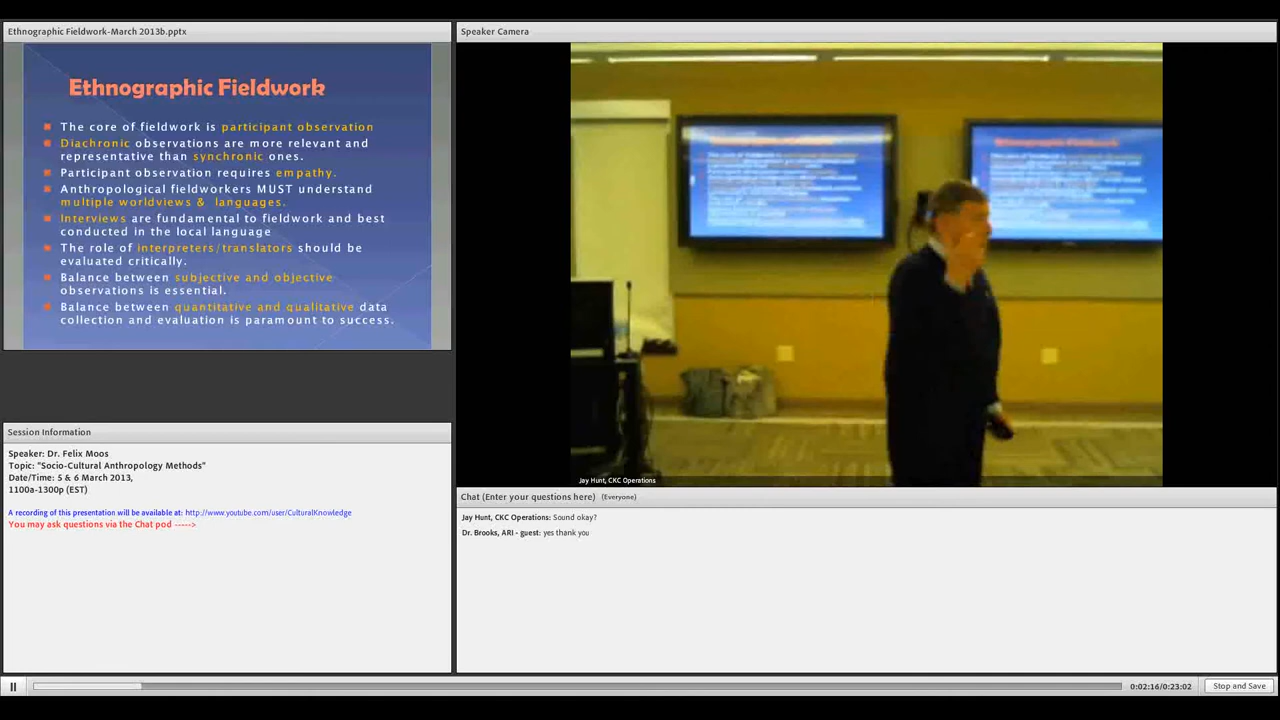 Ethnographic Fieldwork-March 2013b.pptx
Ethnographic Fieldwork
The core of fieldwork is participant observation
Diachronic observations are more relevant and
representative than synchronic ones.
Participant observation requires empathy.
Anthropological fieldworkers MUST understand
multiple worldviews & languages.
Interviews are fundamental to fieldwork and best
conducted in the local language
The role of interpreters/translators should be
evaluated critically.
Balance between subjective and objective
observations is essential.
Balance between quantitative and qualitative data
collection and evaluation is paramount to success.
Session Information
Speaker: Dr. Felix Moos
Topic: "Socio-Cultural Anthropology Methods"
Date/Time: 5 & 6 March 2013,
1100a-1300p (EST)
A recording of this presentation will be available at: http://www.youtube.com/user/CulturalKnowledge
You may ask questions via the Chat pod ----->
Speaker Camera
Ethnographic Fieldwork
Jay Hunt, CKC Operations
Chat (Enter your questions here) (Everyone)
Jay Hunt, CKC Operations: Sound okay?
Dr. Brooks, ARI - guest: yes thank you
0:02:16/0:23:02
Stop and Save